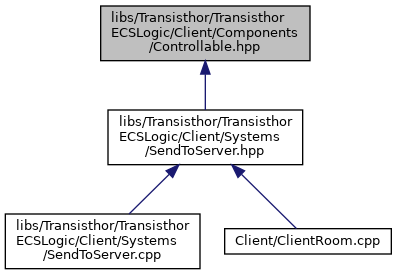 libs/Transisthor/Transisthor
ECSLogic/Client/Components
/Controllable.hpp
libs/Transisthor/Transisthor
ECSLogic/Client/Systems
/SendToServer.hpp
libs/Transisthor/Transisthor
ECSLogic/Client/Systems
/SendToServer.cpp
Client/ClientRoom.cpp